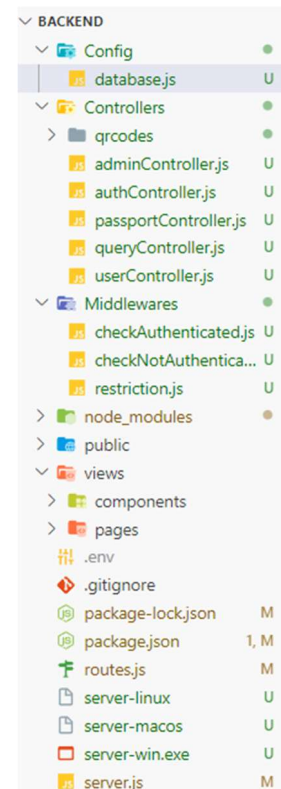 BACKEND
Config
database.js U
Controllers
qrcodes
adminController.js U
authController.js U
passportController.js U
queryController.js U
userController.js U
Middlewares
checkAuthenticated.js U
checkNotAuthentica... U
restriction.js U
node_modules
public
views
components
pages
.env
.gitignore
package-lock.json M
package.json 1, M
routes.js M
server-linux U
server-macos U
server-win.exe U
server.js M